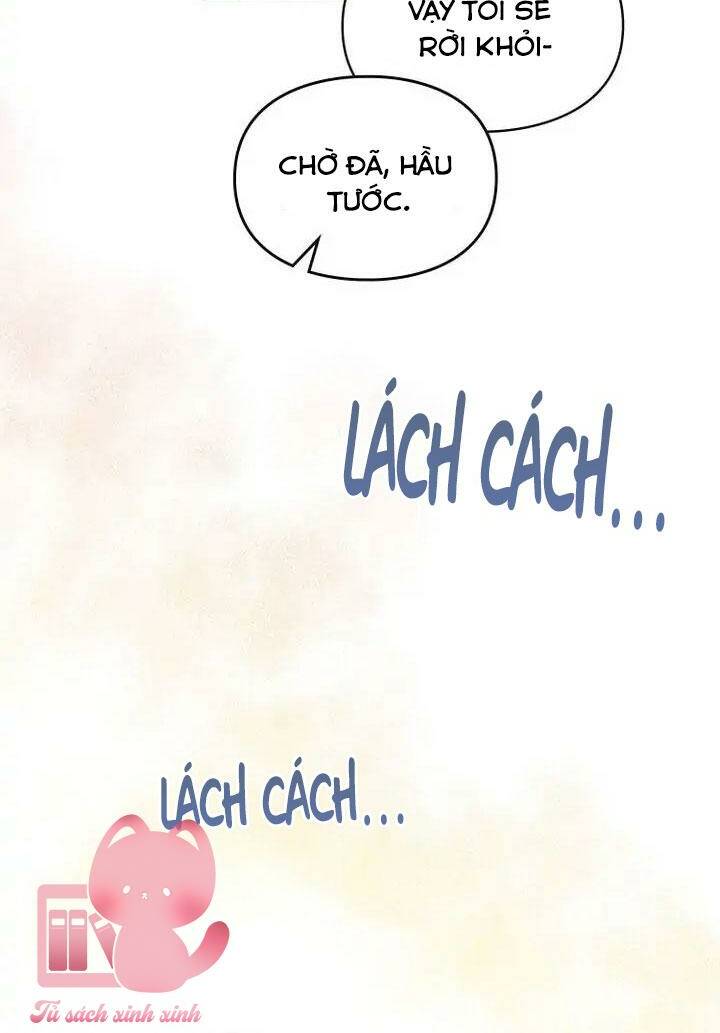 VẬY TÔI SẼ
RỜI KHỎI-
CHỜ ĐÃ, HẦU
TƯỚC.
LÁCH CÁCH...
LÁCH CÁCH...
Tủ sách xinh xinh